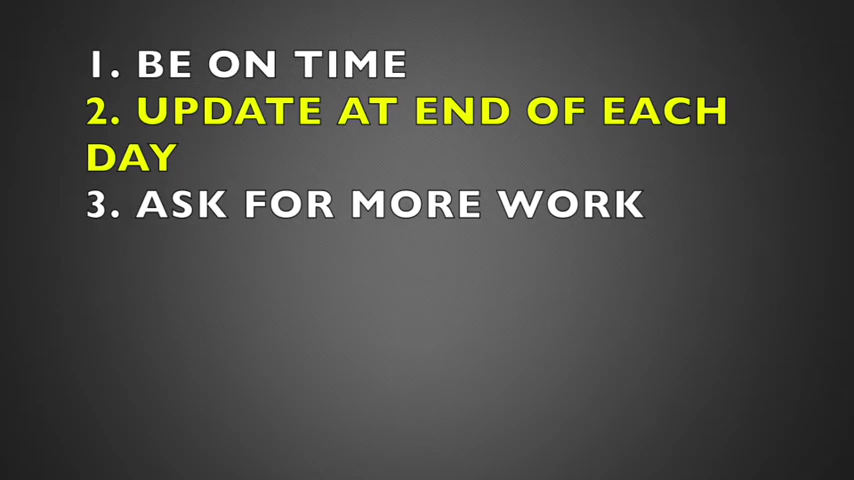 1. BE ON TIME
2. UPDATE AT END OF EACH
DAY
3. ASK FOR MORE WORK